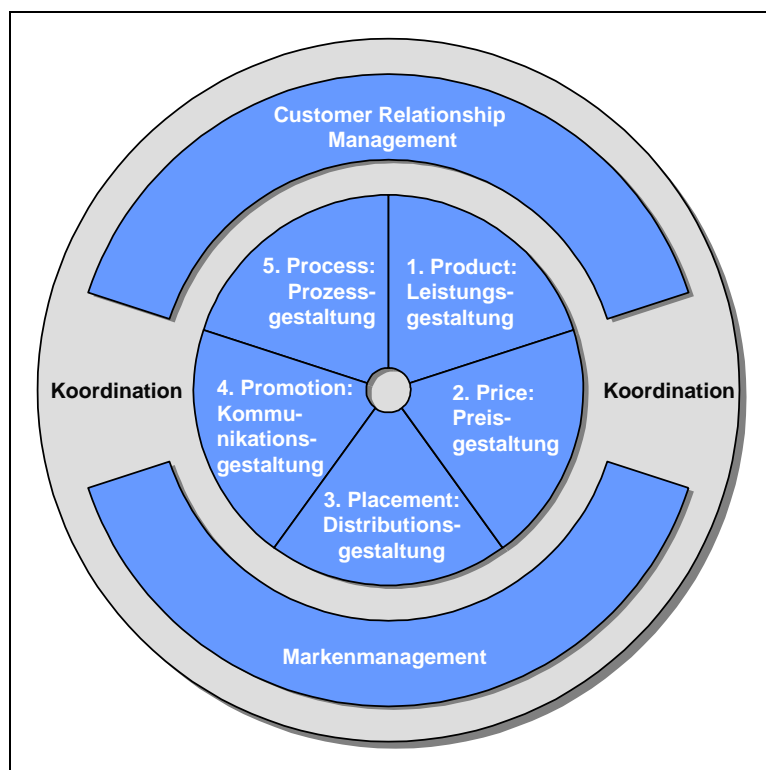 Customer Relationship
Management
5. Process:
Prozess-
gestaltung
1. Product:
Leistungs-
gestaltung
Koordination
4. Promotion:
Kommu-
nikations-
gestaltung
2. Price:
Preis-
gestaltung
Koordination
3. Placement:
Distributions-
gestaltung
Markenmanagement